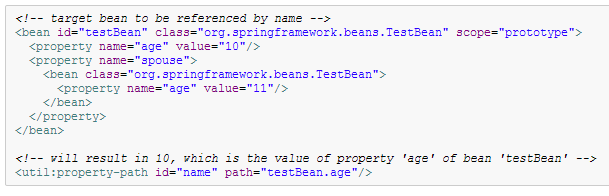 <!-- target bean to be referenced by name -->
<bean id="testBean" class="org.springframework.beans.TestBean" scope="prototype">
  <property name="age" value="10"/>
  <property name="spouse">
    <bean class="org.springframework.beans.TestBean">
      <property name="age" value="11"/>
    </bean>
  </property>
</bean>

<!-- will result in 10, which is the value of property 'age' of bean 'testBean' -->
<util:property-path id="name" path="testBean.age"/>